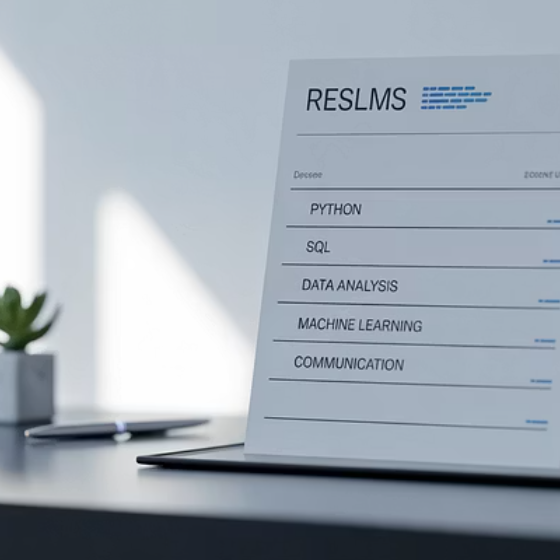 RESLMS
PYTHON
SQL
DATA ANALYSIS
MACHINE LEARNING
COMMUNICATION